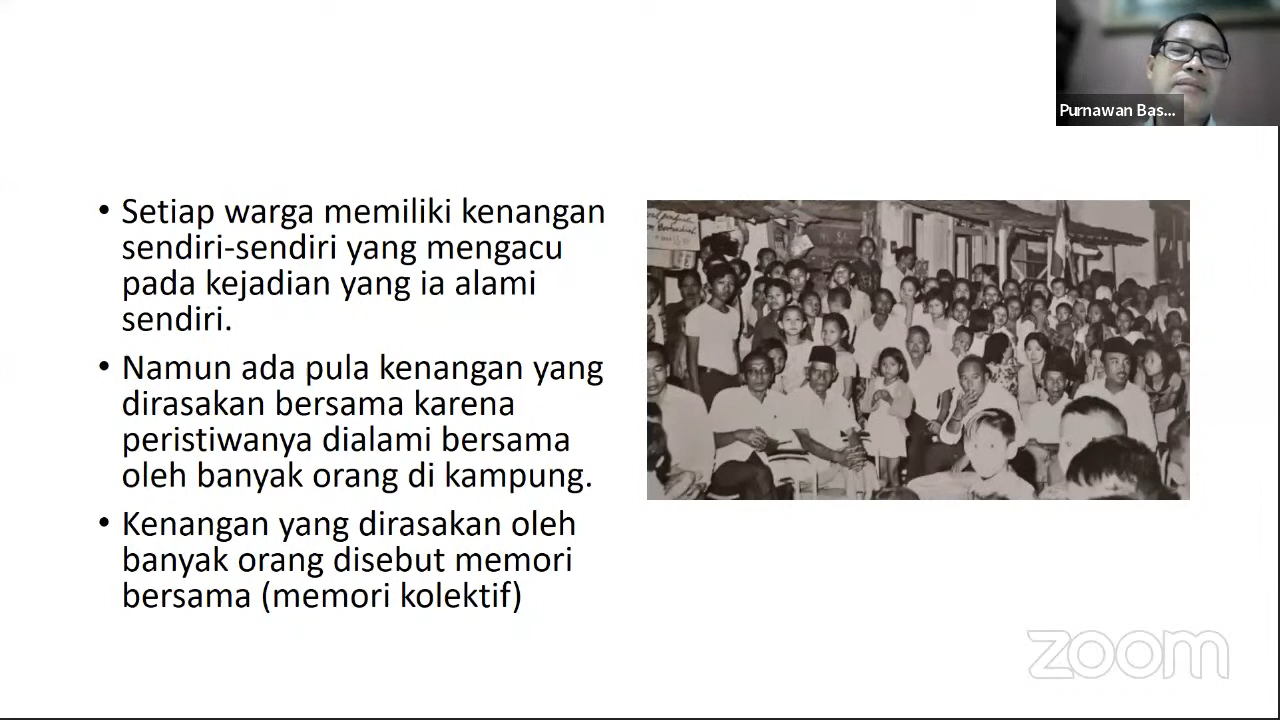 Purnawan Bas...
• Setiap warga memiliki kenangan
sendiri-sendiri yang mengacu
pada kejadian yang ia alami
sendiri.
• Namun ada pula kenangan yang
dirasakan bersama karena
peristiwanya dialami bersama
oleh banyak orang di kampung.
• Kenangan yang dirasakan oleh
banyak orang disebut memori
bersama (memori kolektif)
zoom